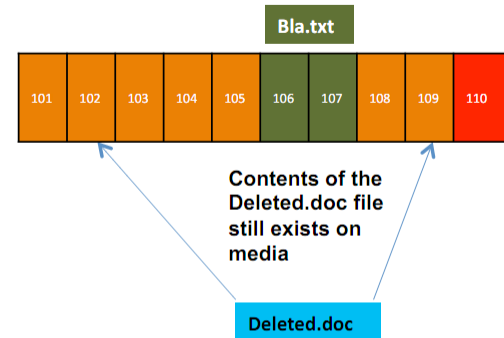 Bla.txt
101 102 103 104 105 106 107 108 109 110
Contents of the
Deleted.doc file
still exists on
media
Deleted.doc